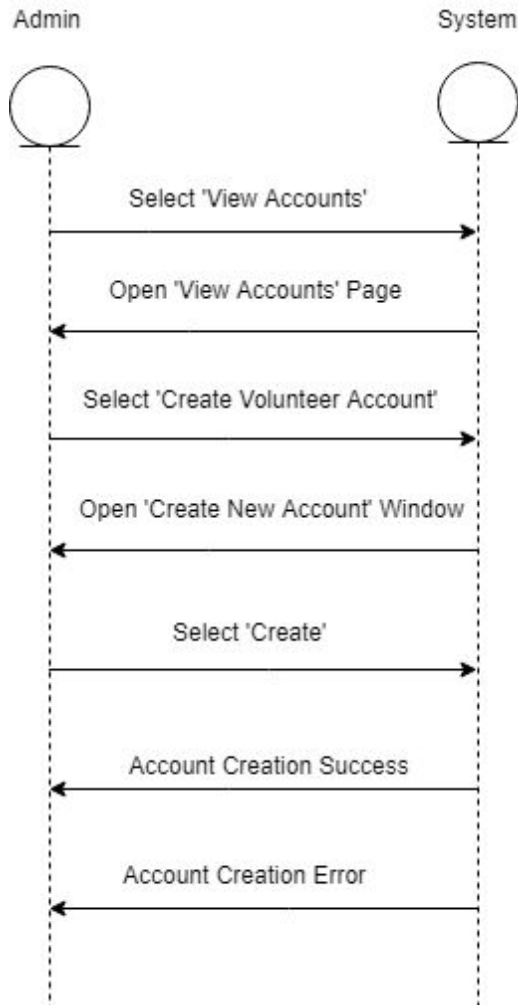 Admin
System
Select 'View Accounts'
Open 'View Accounts' Page
Select 'Create Volunteer Account'
Open 'Create New Account' Window
Select 'Create'
Account Creation Success
Account Creation Error